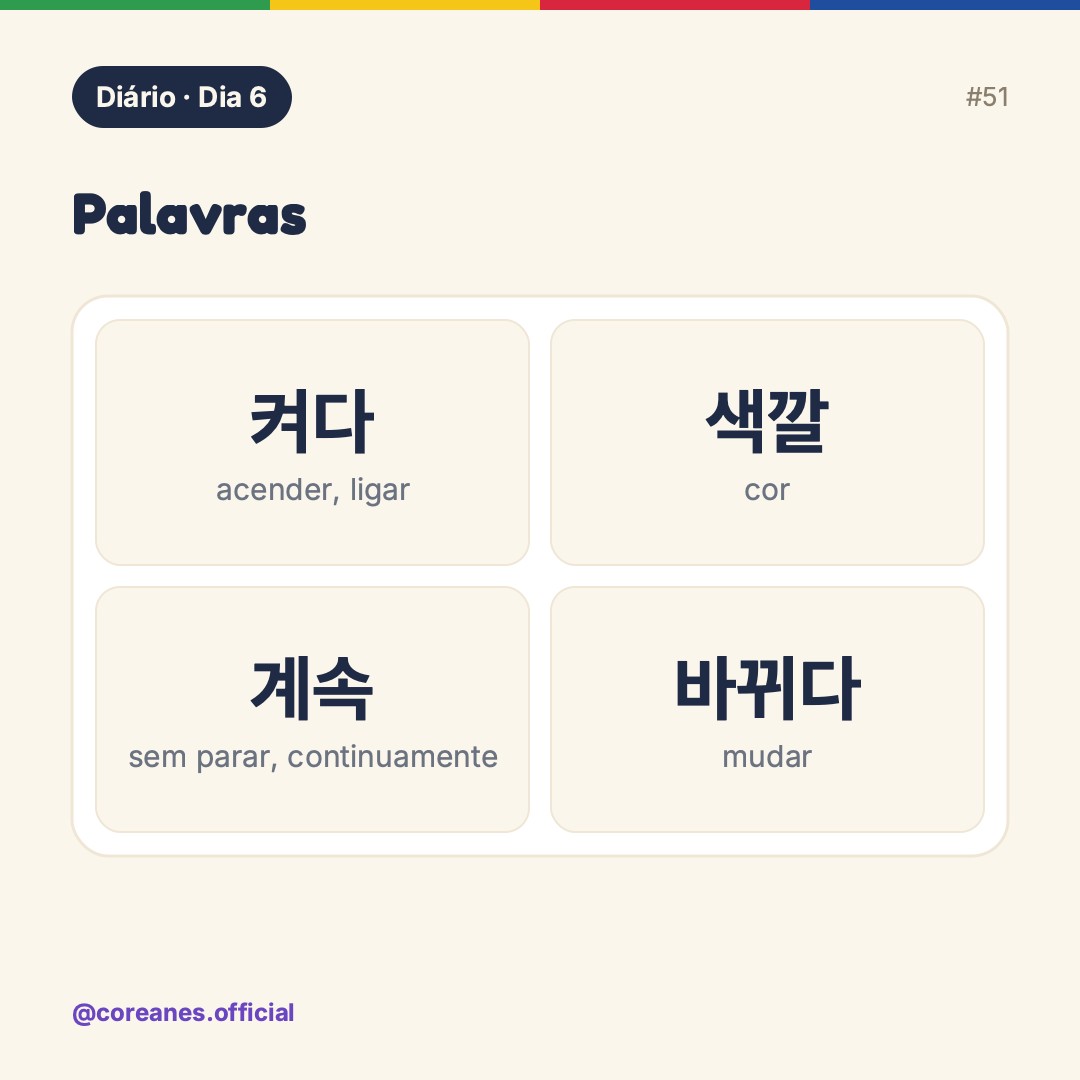 Diário · Dia 6
#51
Palavras
켜다
acender, ligar
색깔
cor
계속
sem parar, continuamente
바뀌다
mudar
@coreanes.official